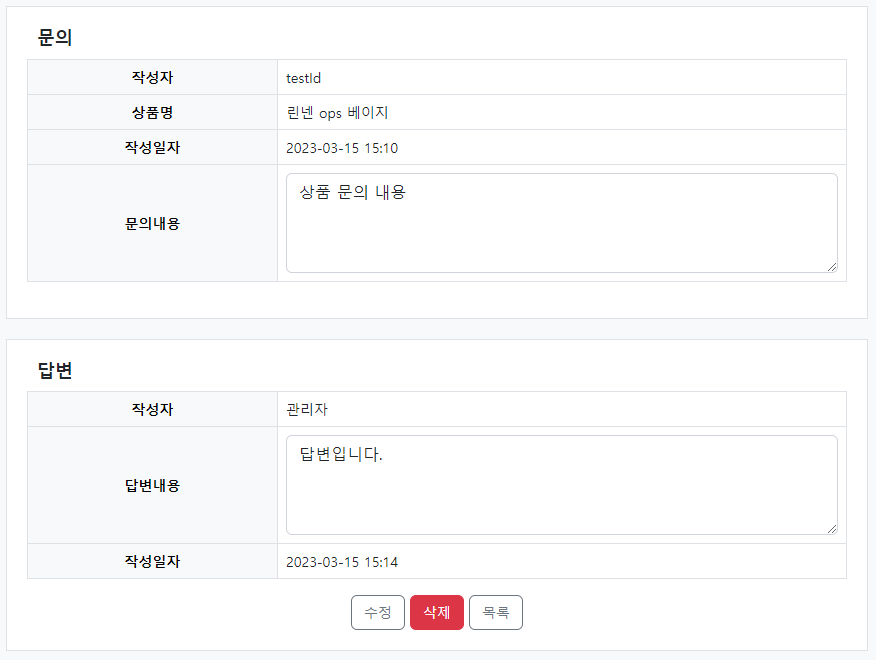 문의
작성자 testId
상품명 린넨 ops 베이지
작성일자 2023-03-15 15:10
문의내용 상품 문의 내용
답변
작성자 관리자
답변내용 답변입니다.
작성일자 2023-03-15 15:14
수정 삭제 목록